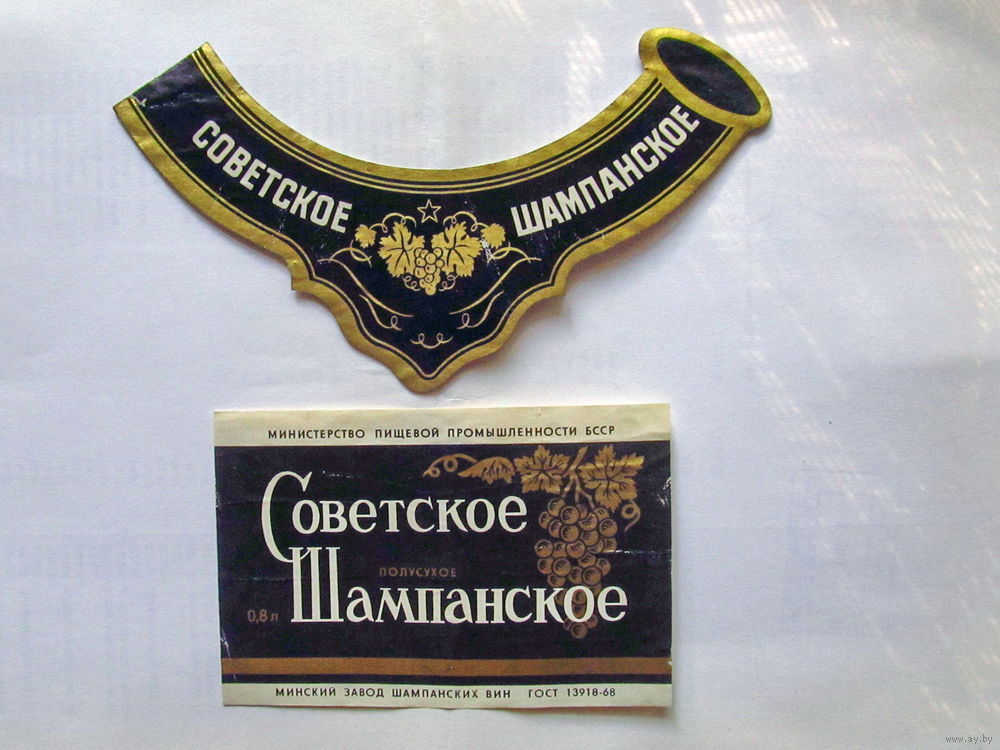 СОВЕТСКОЕ ШАМПАНСКОЕ
МИНИСТЕРСТВО ПИЩЕВОЙ ПРОМЫШЛЕННОСТИ БССР
Советское
ПОЛУСУХОЕ
0,8 л Шампанское
МИНСКИЙ ЗАВОД ШАМПАНСКИХ ВИН ГОСТ 13918-68
www.ay.by